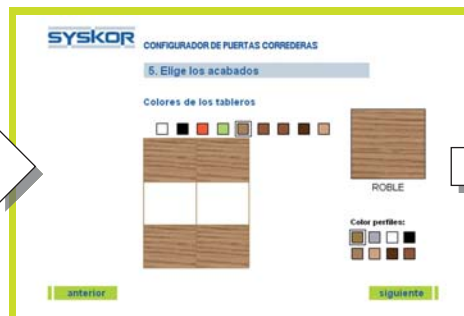 SYSKOR
CONFIGURADOR DE PUERTAS CORREDERAS
5. Elige los acabados
Colores de los tableros
ROBLE
Color perfiles:
anterior
siguiente